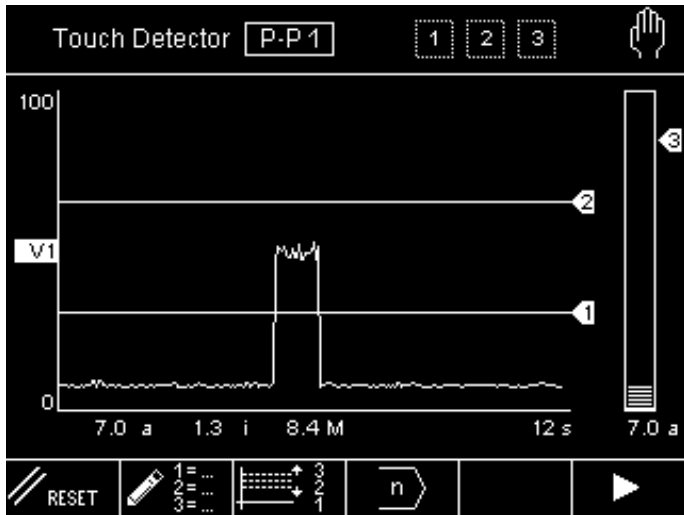 Touch Detector P-P 1 1 2 3
100
3
2
V1
1
0
7.0 a 1.3 i 8.4 M 12 s 7.0 a
RESET 1= ... 2= ... 3= ... 3 2 1 n